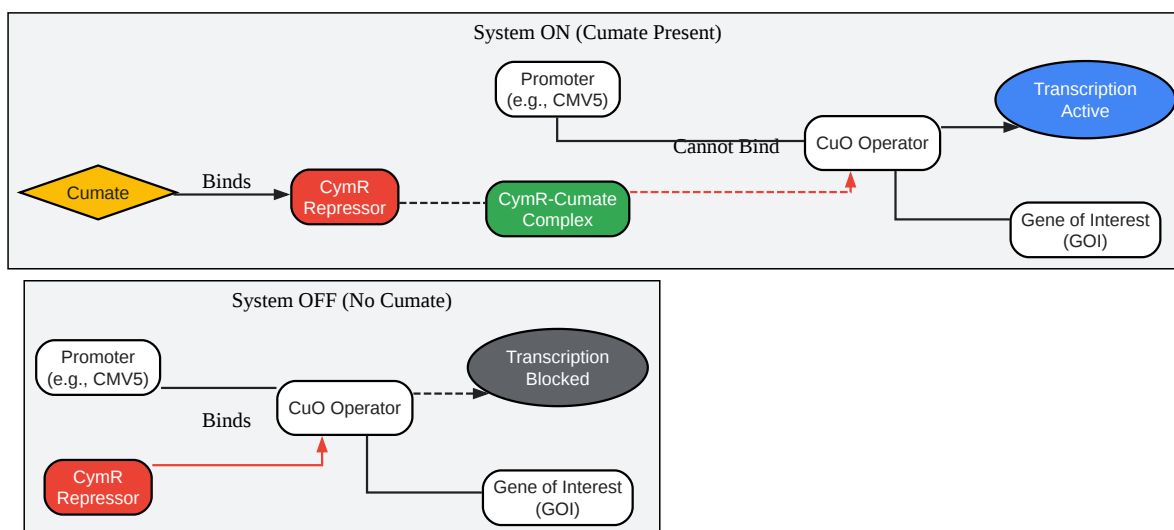 System ON (Cumate Present)
Promoter
(e.g., CMV5)
Transcription
Active
Cannot Bind
CuO Operator
Cumate
Binds
CymR
Repressor
CymR-Cumate
Complex
Gene of Interest
(GOI)
System OFF (No Cumate)
Promoter
(e.g., CMV5)
Transcription
Blocked
CuO Operator
Binds
CymR
Repressor
Gene of Interest
(GOI)